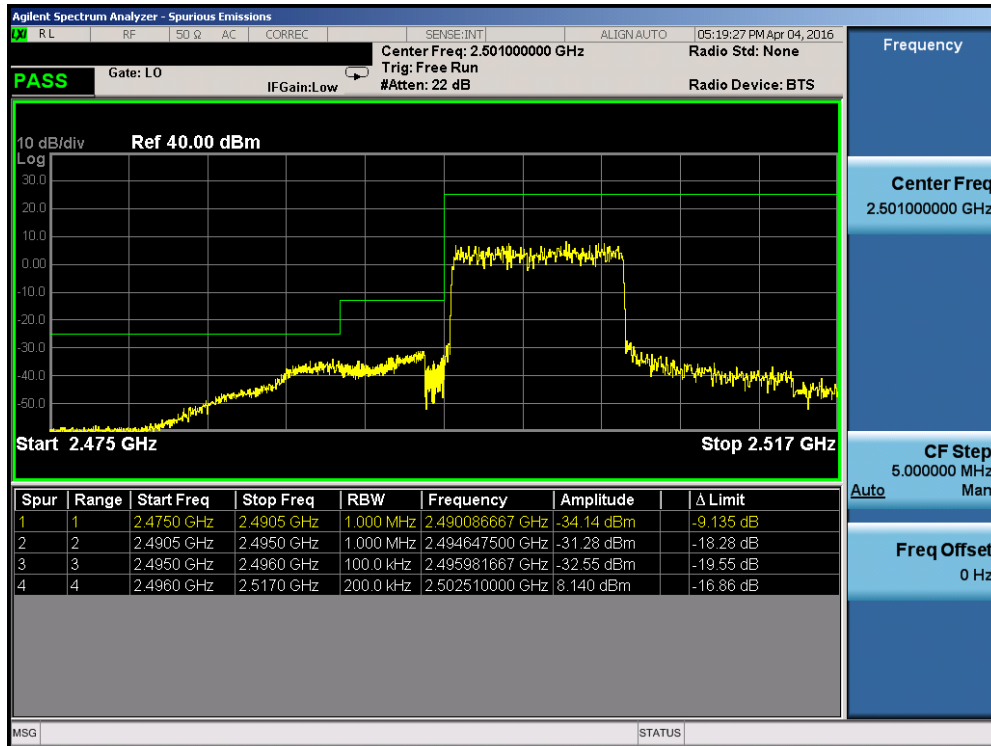 Agilent Spectrum Analyzer - Spurious Emissions
LXI RL RF 50 Ω AC CORREC SENSE:INT ALIGN AUTO 05:19:27 PM Apr 04, 2016
Center Freq: 2.501000000 GHz Radio Std: None
Trig: Free Run
PASS Gate: LO IFGain:Low #Atten: 22 dB Radio Device: BTS
Frequency
10 dB/div Ref 40.00 dBm
Log
30.0
20.0
10.0
0.00
-10.0
-20.0
-30.0
-40.0
-50.0
Start 2.475 GHz Stop 2.517 GHz
Spur Range Start Freq Stop Freq RBW Frequency Amplitude Δ Limit
1 1 2.4750 GHz 2.4905 GHz 1.000 MHz 2.490086667 GHz -34.14 dBm -9.135 dB
2 2 2.4905 GHz 2.4950 GHz 1.000 MHz 2.494647500 GHz -31.28 dBm -18.28 dB
3 3 2.4950 GHz 2.4960 GHz 100.0 kHz 2.495981667 GHz -32.55 dBm -19.55 dB
4 4 2.4960 GHz 2.5170 GHz 200.0 kHz 2.502510000 GHz 8.140 dBm -16.86 dB
Center Freq
2.501000000 GHz
CF Step
5.000000 MHz
Auto Man
Freq Offset
0 Hz
MSG STATUS